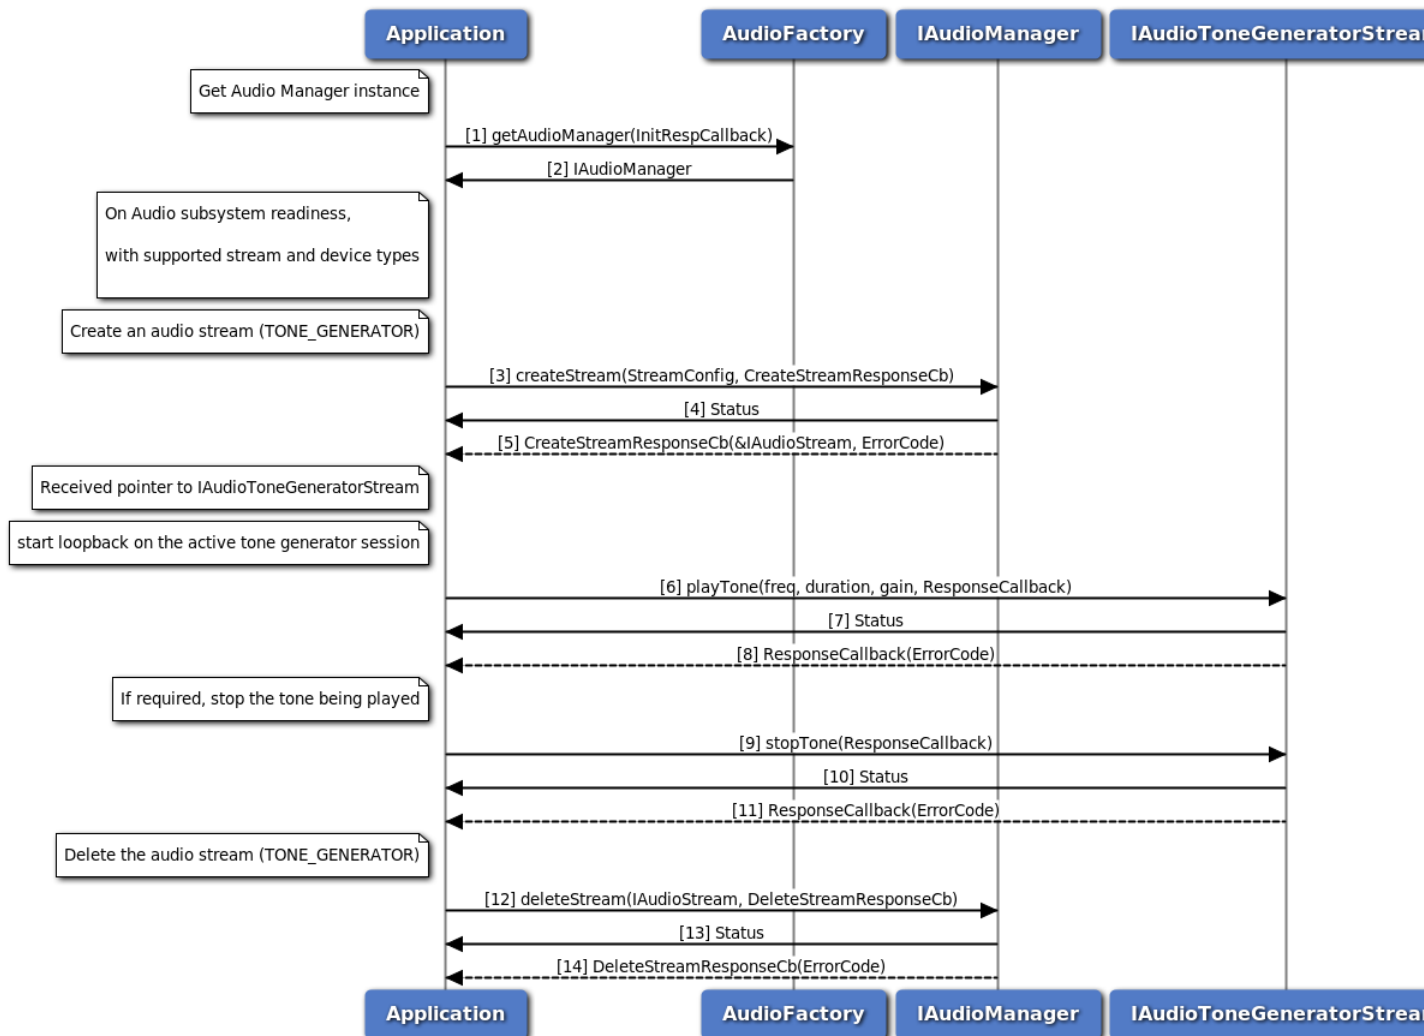 Application
AudioFactory
IAudioManager
IAudioToneGeneratorStrea
Get Audio Manager instance
[1] getAudioManager(InitRespCallback)
[2] IAudioManager
On Audio subsystem readiness,
with supported stream and device types
Create an audio stream (TONE_GENERATOR)
[3] createStream(StreamConfig, CreateStreamResponseCb)
[4] Status
[5] CreateStreamResponseCb(&IAudioStream, ErrorCode)
Received pointer to IAudioToneGeneratorStream
start loopback on the active tone generator session
[6] playTone(freq, duration, gain, ResponseCallback)
[7] Status
[8] ResponseCallback(ErrorCode)
If required, stop the tone being played
[9] stopTone(ResponseCallback)
[10] Status
[11] ResponseCallback(ErrorCode)
Delete the audio stream (TONE_GENERATOR)
[12] deleteStream(IAudioStream, DeleteStreamResponseCb)
[13] Status
[14] DeleteStreamResponseCb(ErrorCode)
Application
AudioFactory
IAudioManager
IAudioToneGeneratorStrea